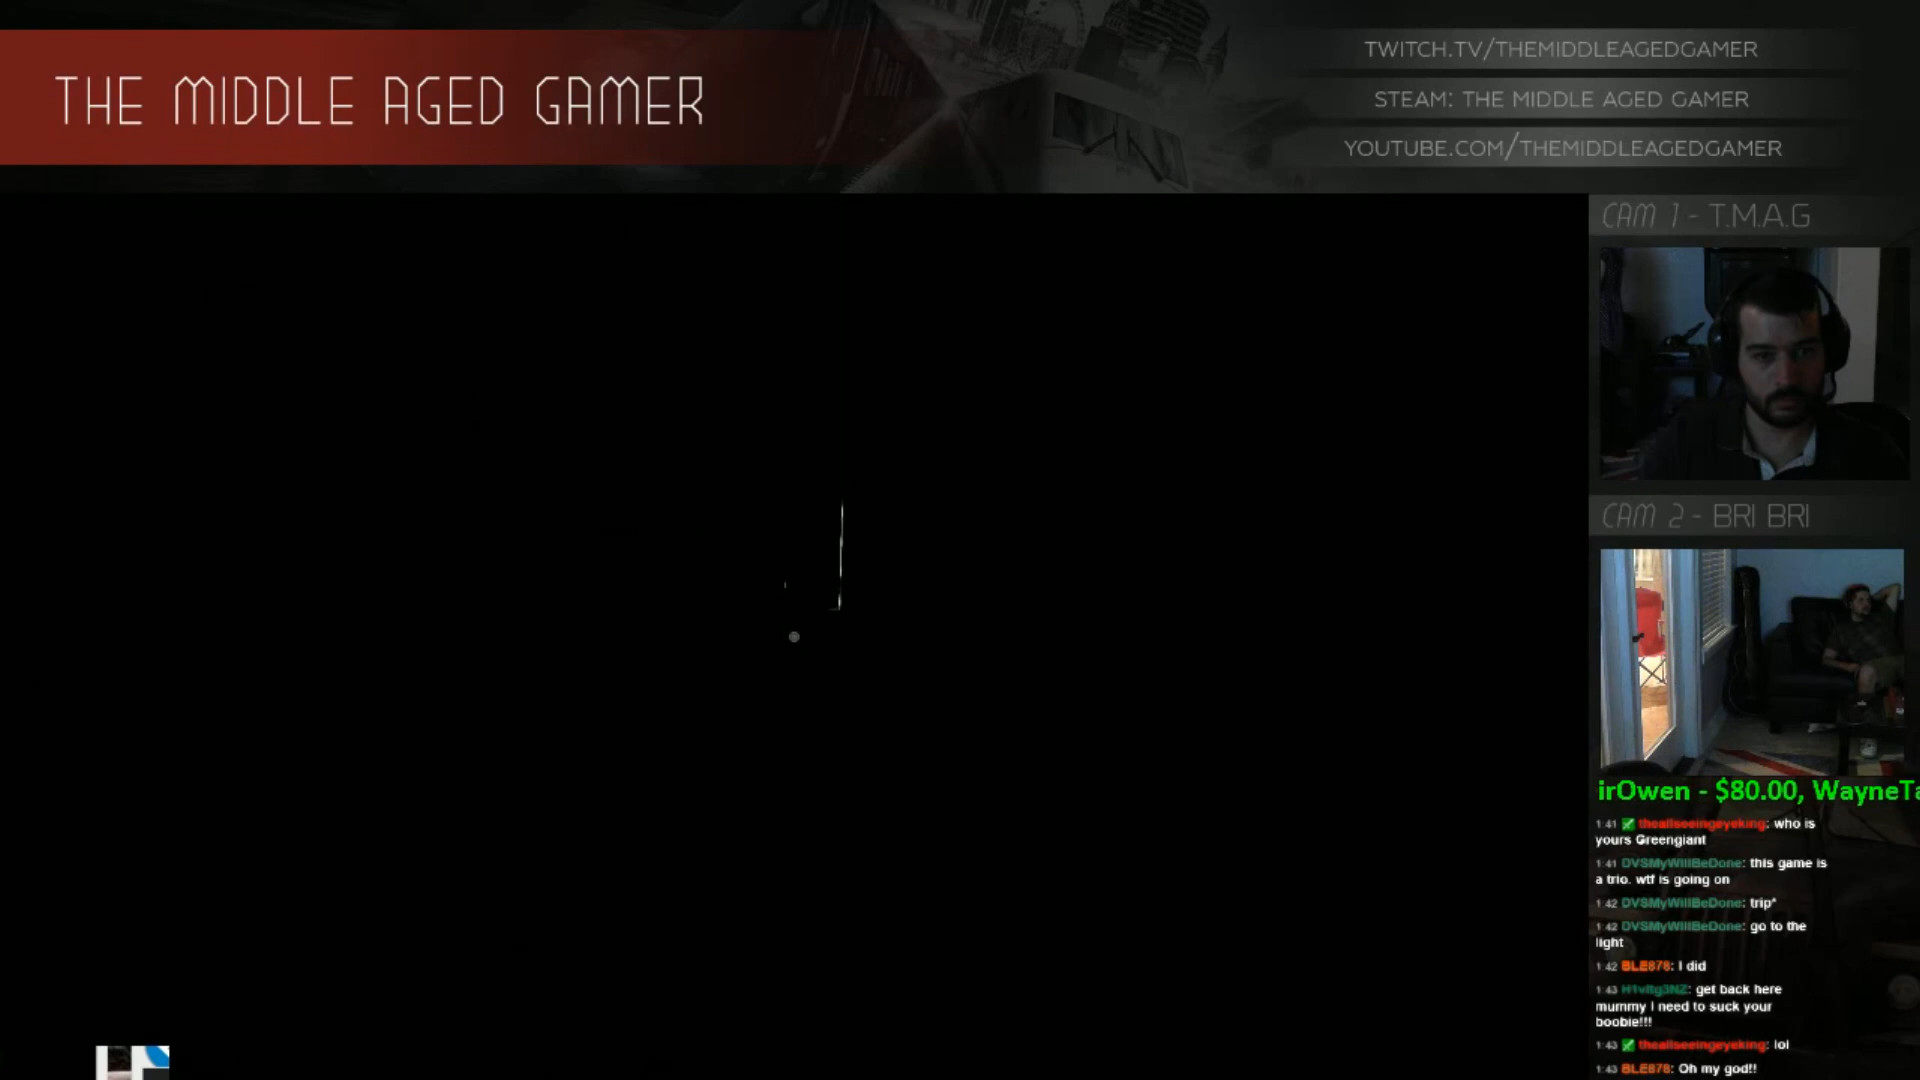 THE MIDDLE AGED GAMER
TWITCH.TV/THEMIDDLEAGEDGAMER
STEAM: THE MIDDLE AGED GAMER
YOUTUBE.COM/THEMIDDLEAGEDGAMER
CAM 1 - T.M.A.G
CAM 2 - BRI BRI
irOwen - $80.00, WayneTa
1:41 theallseeingeyeking: who is
yours Greengiant
1:41 DVSMyWillBeDone: this game is
a trio. wtf is going on
1:42 DVSMyWillBeDone: trip*
1:42 DVSMyWillBeDone: go to the
light
1:42 BLE878: I did
1:43 H1vltg3NZ: get back here
mummy I need to suck your
boobie!!!
1:43 theallseeingeyeking: lol
1:43 BLE878: Oh my god!!